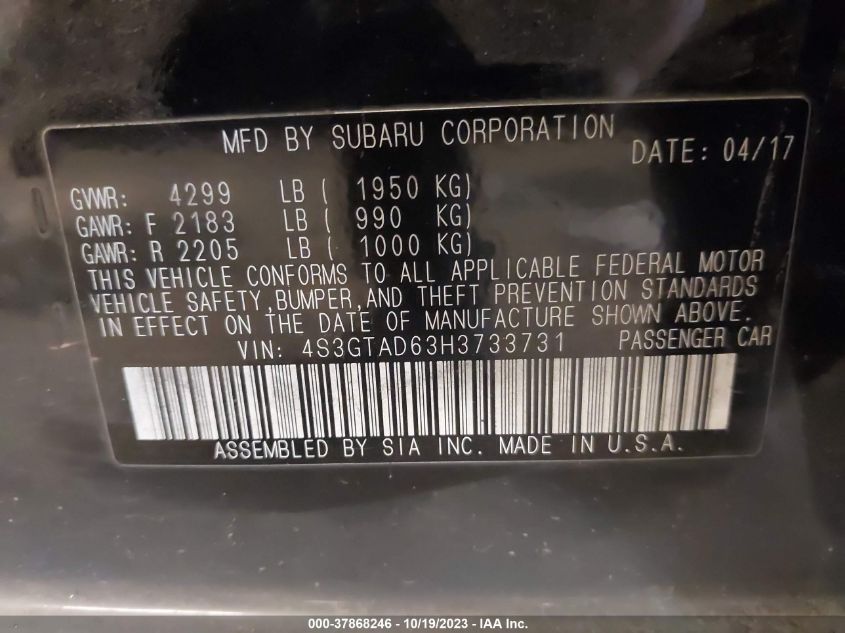 MFD BY SUBARU CORPORATION
DATE: 04/17
GVWR: 4299 LB ( 1950 KG)
GAWR: F 2183 LB ( 990 KG)
GAWR: R 2205 LB ( 1000 KG)
THIS VEHICLE CONFORMS TO ALL APPLICABLE FEDERAL MOTOR
VEHICLE SAFETY,BUMPER,AND THEFT PREVENTION STANDARDS
IN EFFECT ON THE DATE OF MANUFACTURE SHOWN ABOVE.
VIN: 4S3GTAD63H3733731 PASSENGER CAR
ASSEMBLED BY SIA INC. MADE IN U.S.A.
000-37868246 - 10/19/2023 - IAA Inc.